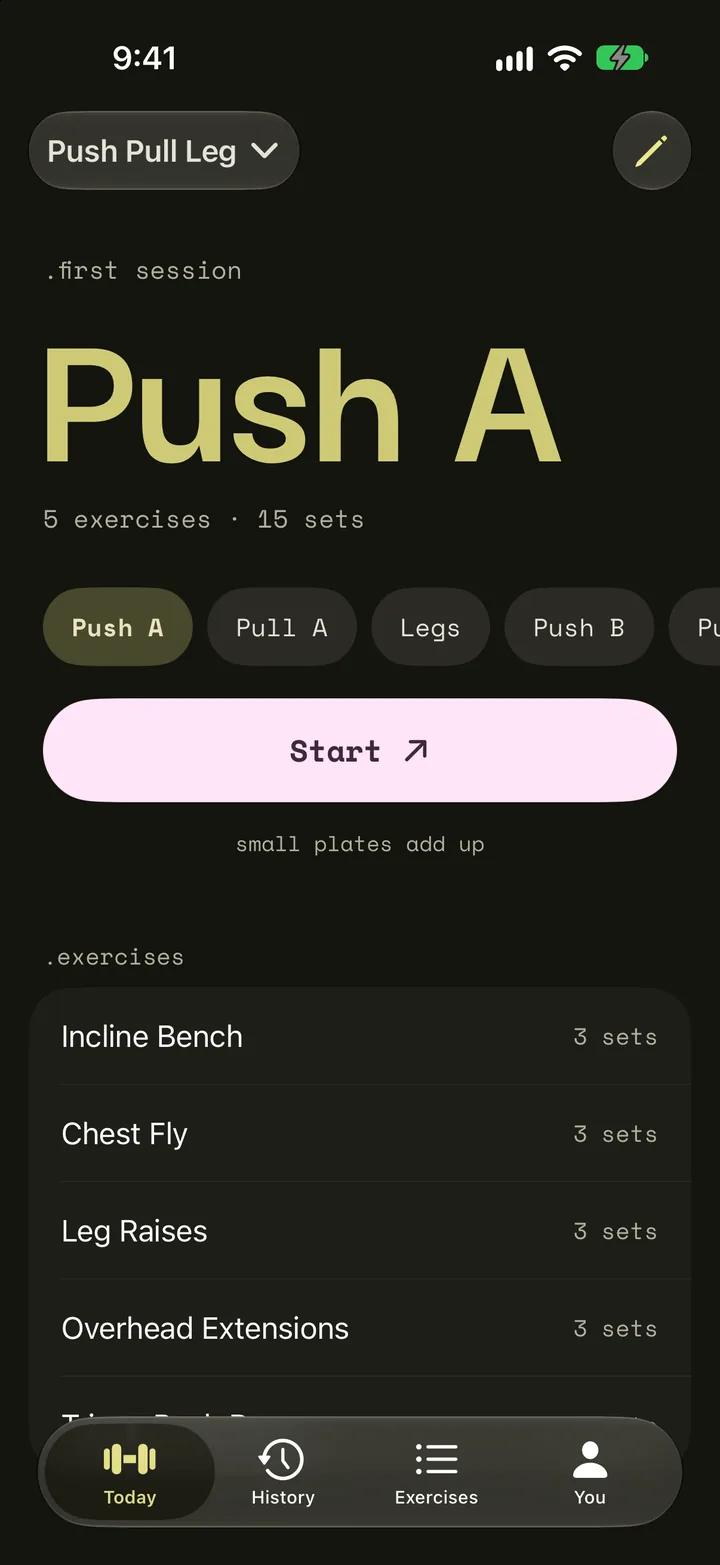 9:41
Push Pull Leg
.first session
Push A
5 exercises · 15 sets
Push A Pull A Legs Push B
Start
small plates add up
.exercises
Incline Bench 3 sets
Chest Fly 3 sets
Leg Raises 3 sets
Overhead Extensions 3 sets
Today History Exercises You